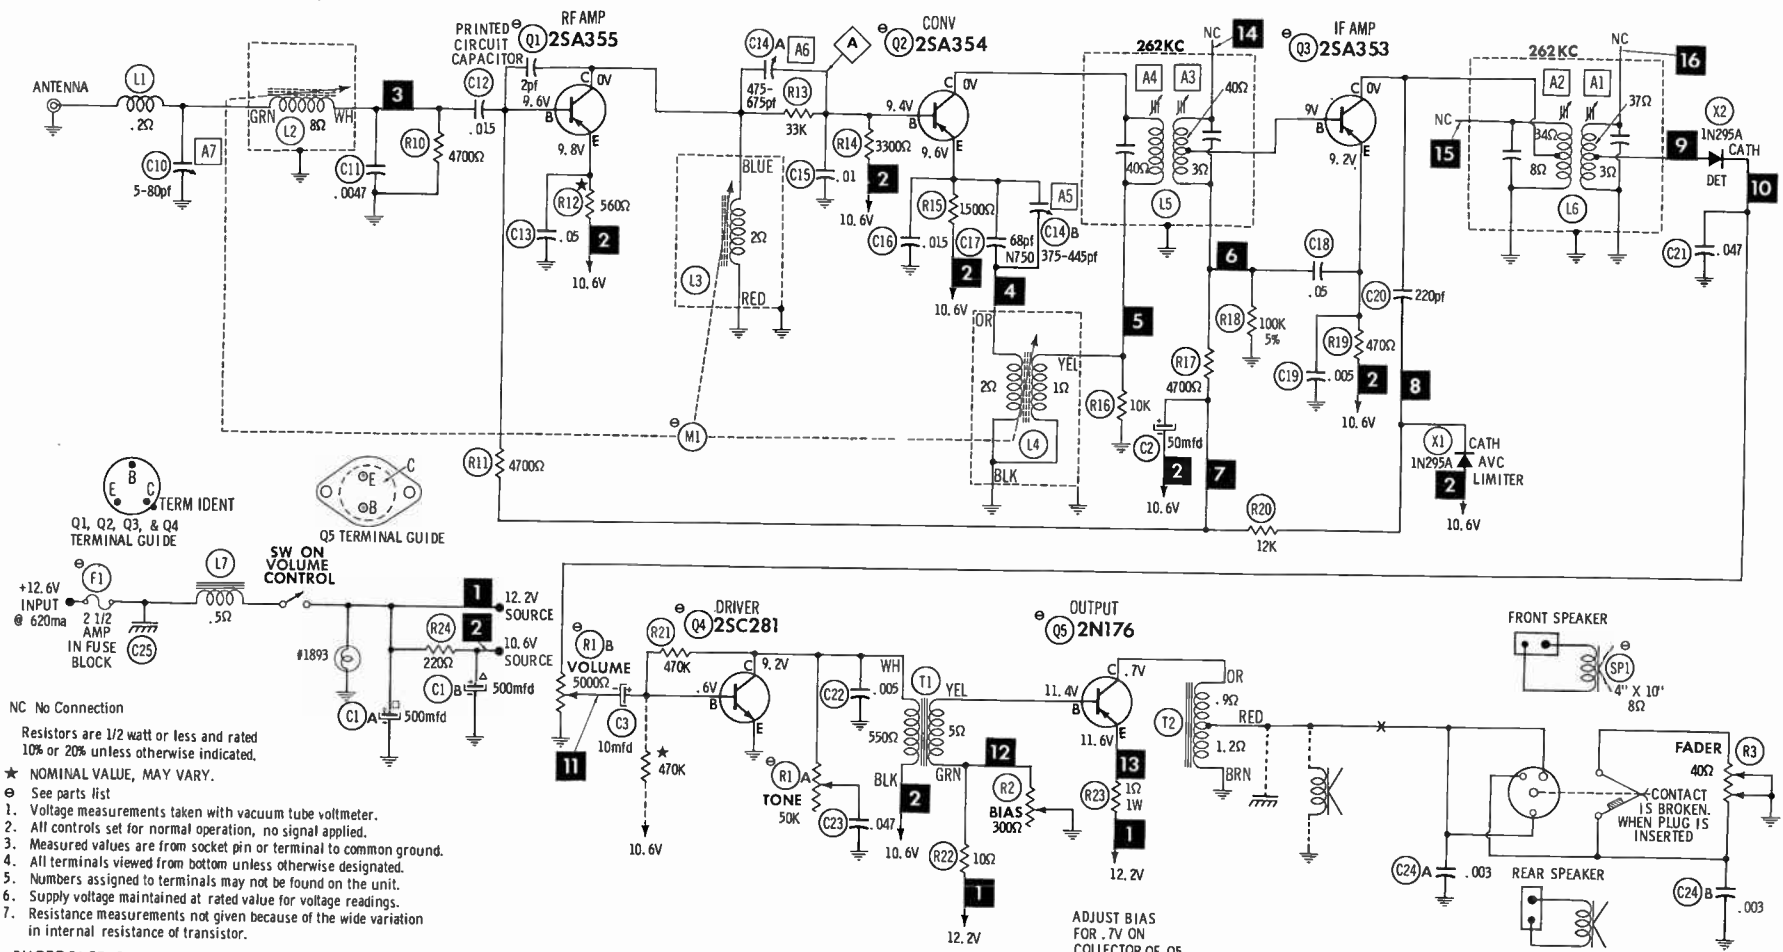 RF AMP
Q1 2SA355
PRINTED
CIRCUIT
CAPACITOR
2pf
C12
.015
9.6V
B
C
0V
E
9.8V
ANTENNA
L1
.2Ω
C10
5-80pf
A7
GRN
L2
8Ω
WH
3
C11
.0047
R10
4700Ω
R12
560Ω
C13
.05
2
10.6V
C14 A
A6
A
475-
675pf
R13
33K
BLUE
2Ω
L3
RED
C15
.01
R14
3300Ω
2
10.6V
CONV
Q2 2SA354
9.4V
B
C
0V
E
9.6V
C16
.015
R15
1500Ω
2
10.6V
C17
68pf
N750
A5
C14 B
375-445pf
4
OR
2Ω
YEL
1Ω
L4
BLK
262KC
NC
14
A4
A3
40Ω
40Ω
3Ω
L5
5
R16
10K
6
R17
4700Ω
C2
50mfd
2
10.6V
7
R18
100K
5%
C18
.05
IF AMP
Q3 2SA353
9V
B
C
0V
E
9.2V
C19
.005
R19
470Ω
2
10.6V
C20
220pf
8
X1
1N295A
CATH
AVC
LIMITER
2
10.6V
R20
12K
262KC
NC
16
NC
15
A2
A1
37Ω
34Ω
8Ω
3Ω
L6
9
X2
1N295A
CATH
DET
10
C21
.047
M1
R11
4700Ω
B
E C
TERM IDENT
Q1, Q2, Q3, & Q4
TERMINAL GUIDE
E
B
C
Q5 TERMINAL GUIDE
+12.6V
INPUT
@ 620ma
F1
2 1/2
AMP
IN FUSE
BLOCK
C25
L7
.5Ω
SW ON
VOLUME
CONTROL
#1893
C1 A
500mfd
R24
220Ω
C1 B
500mfd
1
12.2V
SOURCE
2
10.6V
SOURCE
R1 B
VOLUME
5000Ω
11
C3
10mfd
R21
470K
★
470K
10.6V
DRIVER
Q4 2SC281
.6V
B
C
9.2V
E
R1 A
TONE
50K
C22
.005
C23
.047
WH
T1
YEL
550Ω
5Ω
BLK
GRN
2
10.6V
12
R2
BIAS
300Ω
R22
10Ω
1
12.2V
OUTPUT
Q5 2N176
11.4V
B
C
.7V
E
11.6V
13
R23
1Ω
1W
1
12.2V
T2
OR
.9Ω
RED
1.2Ω
BRN
X
FRONT SPEAKER
SP1
4" X 10"
8Ω
FADER
40Ω
R3
CONTACT
IS BROKEN.
WHEN PLUG IS
INSERTED
C24 A
.003
REAR SPEAKER
C24 B
.003
NC No Connection
Resistors are 1/2 watt or less and rated
10% or 20% unless otherwise indicated.
★ NOMINAL VALUE, MAY VARY.
⊖ See parts list
1. Voltage measurements taken with vacuum tube voltmeter.
2. All controls set for normal operation, no signal applied.
3. Measured values are from socket pin or terminal to common ground.
4. All terminals viewed from bottom unless otherwise designated.
5. Numbers assigned to terminals may not be found on the unit.
6. Supply voltage maintained at rated value for voltage readings.
7. Resistance measurements not given because of the wide variation
in internal resistance of transistor.
ADJUST BIAS
FOR .7V ON
COLLECTOR OF Q5